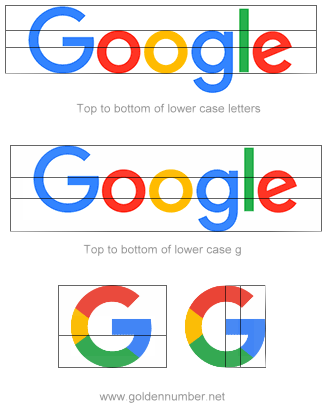 Google
Top to bottom of lower case letters
Google
Top to bottom of lower case g
G G
www.goldennumber.net